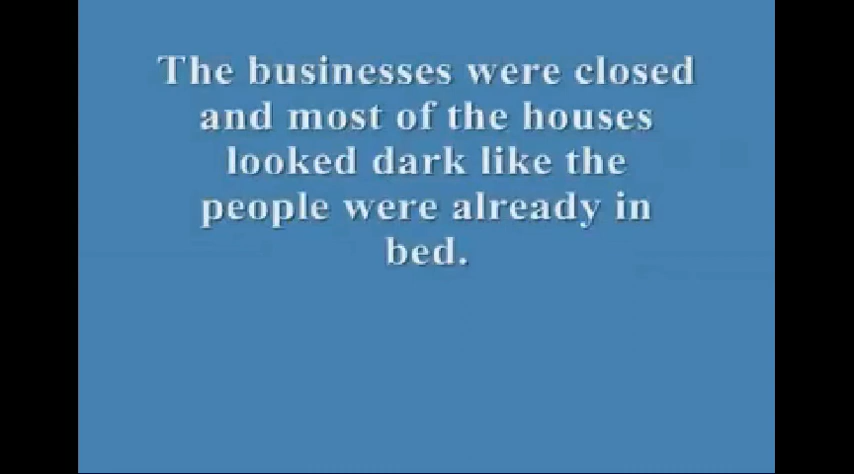 The businesses were closed
and most of the houses
looked dark like the
people were already in
bed.